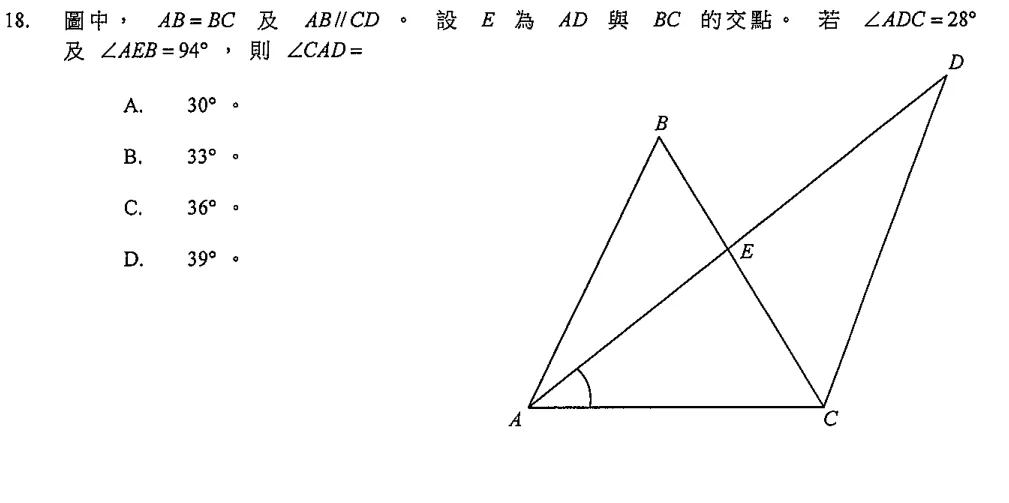 18. 圖中，AB = BC 及 AB // CD 。設 E 為 AD 與 BC 的交點。若 ∠ADC = 28°
及 ∠AEB = 94° ，則 ∠CAD =
A. 30° 。
B. 33° 。
C. 36° 。
D. 39° 。
D
B
E
A
C